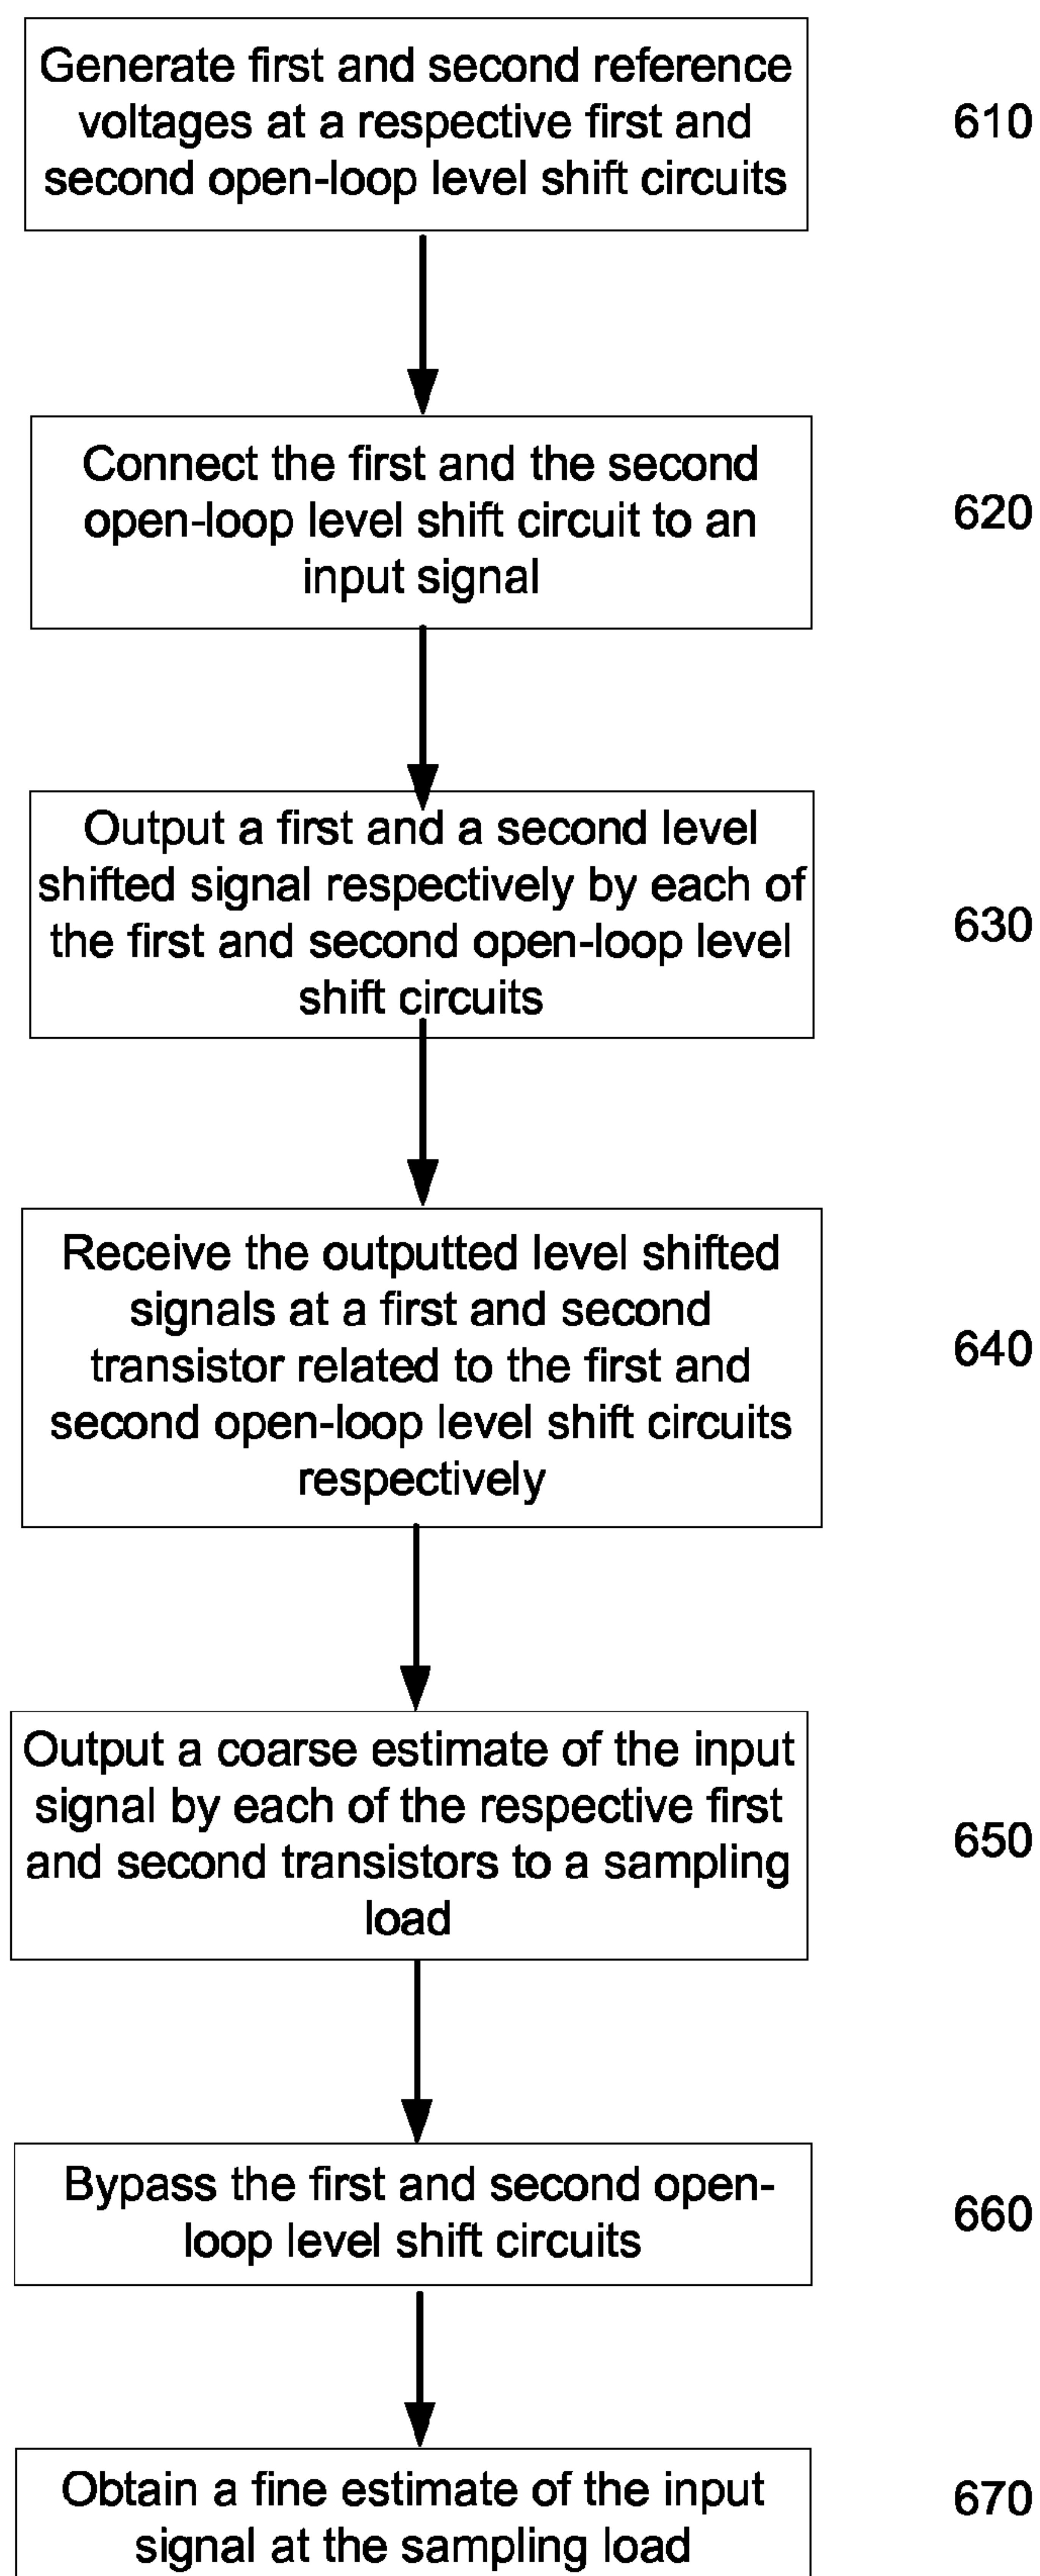 Generate first and second reference
voltages at a respective first and
second open-loop level shift circuits
610
Connect the first and the second
open-loop level shift circuit to an
input signal
620
Output a first and a second level
shifted signal respectively by each of
the first and second open-loop level
shift circuits
630
Receive the outputted level shifted
signals at a first and second
transistor related to the first and
second open-loop level shift circuits
respectively
640
Output a coarse estimate of the input
signal by each of the respective first
and second transistors to a sampling
load
650
Bypass the first and second open-
loop level shift circuits
660
Obtain a fine estimate of the input
signal at the sampling load
670